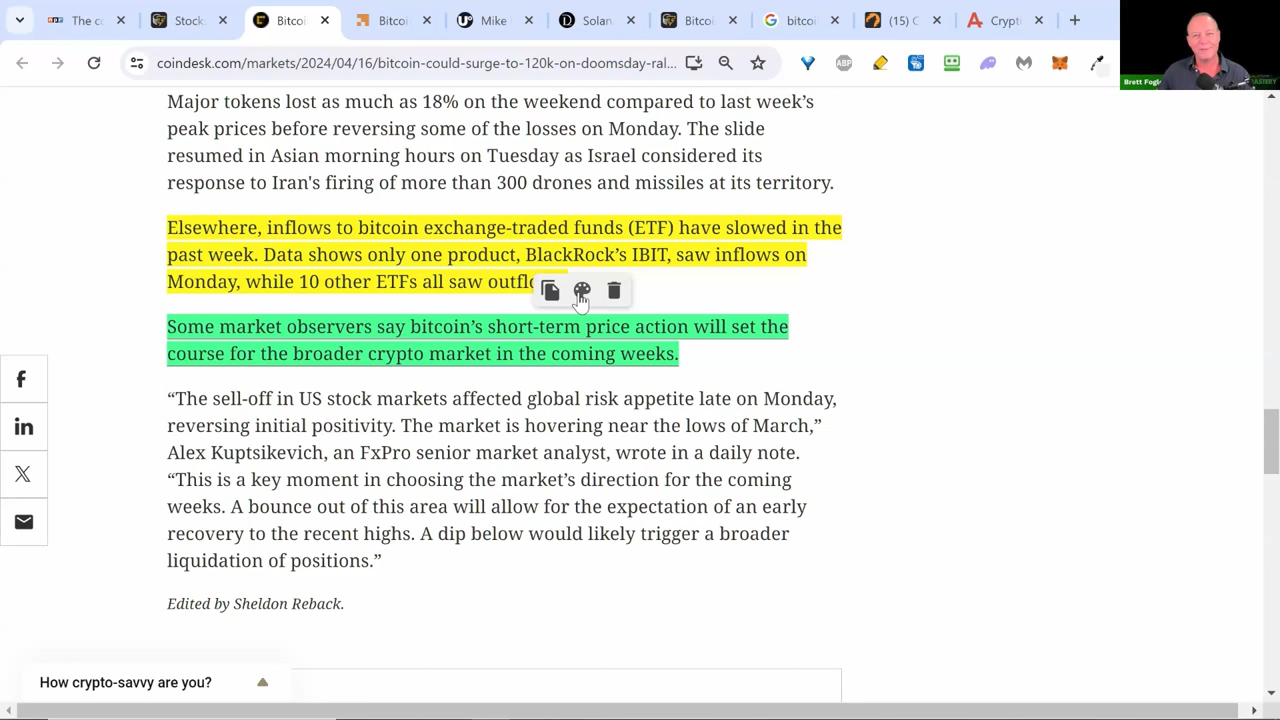 The co
Stock
Bitcoi
Bitcoi
Mike
Solan
Bitcoi
bitcoi
(15) C
Crypt
coindesk.com/markets/2024/04/16/bitcoin-could-surge-to-120k-on-doomsday-ral...
ABP
Brett Fogle
Major tokens lost as much as 18% on the weekend compared to last week’s
peak prices before reversing some of the losses on Monday. The slide
resumed in Asian morning hours on Tuesday as Israel considered its
response to Iran's firing of more than 300 drones and missiles at its territory.
Elsewhere, inflows to bitcoin exchange-traded funds (ETF) have slowed in the
past week. Data shows only one product, BlackRock’s IBIT, saw inflows on
Monday, while 10 other ETFs all saw outflo
Some market observers say bitcoin’s short-term price action will set the
course for the broader crypto market in the coming weeks.
“The sell-off in US stock markets affected global risk appetite late on Monday,
reversing initial positivity. The market is hovering near the lows of March,”
Alex Kuptsikevich, an FxPro senior market analyst, wrote in a daily note.
“This is a key moment in choosing the market’s direction for the coming
weeks. A bounce out of this area will allow for the expectation of an early
recovery to the recent highs. A dip below would likely trigger a broader
liquidation of positions.”
Edited by Sheldon Reback.
How crypto-savvy are you?